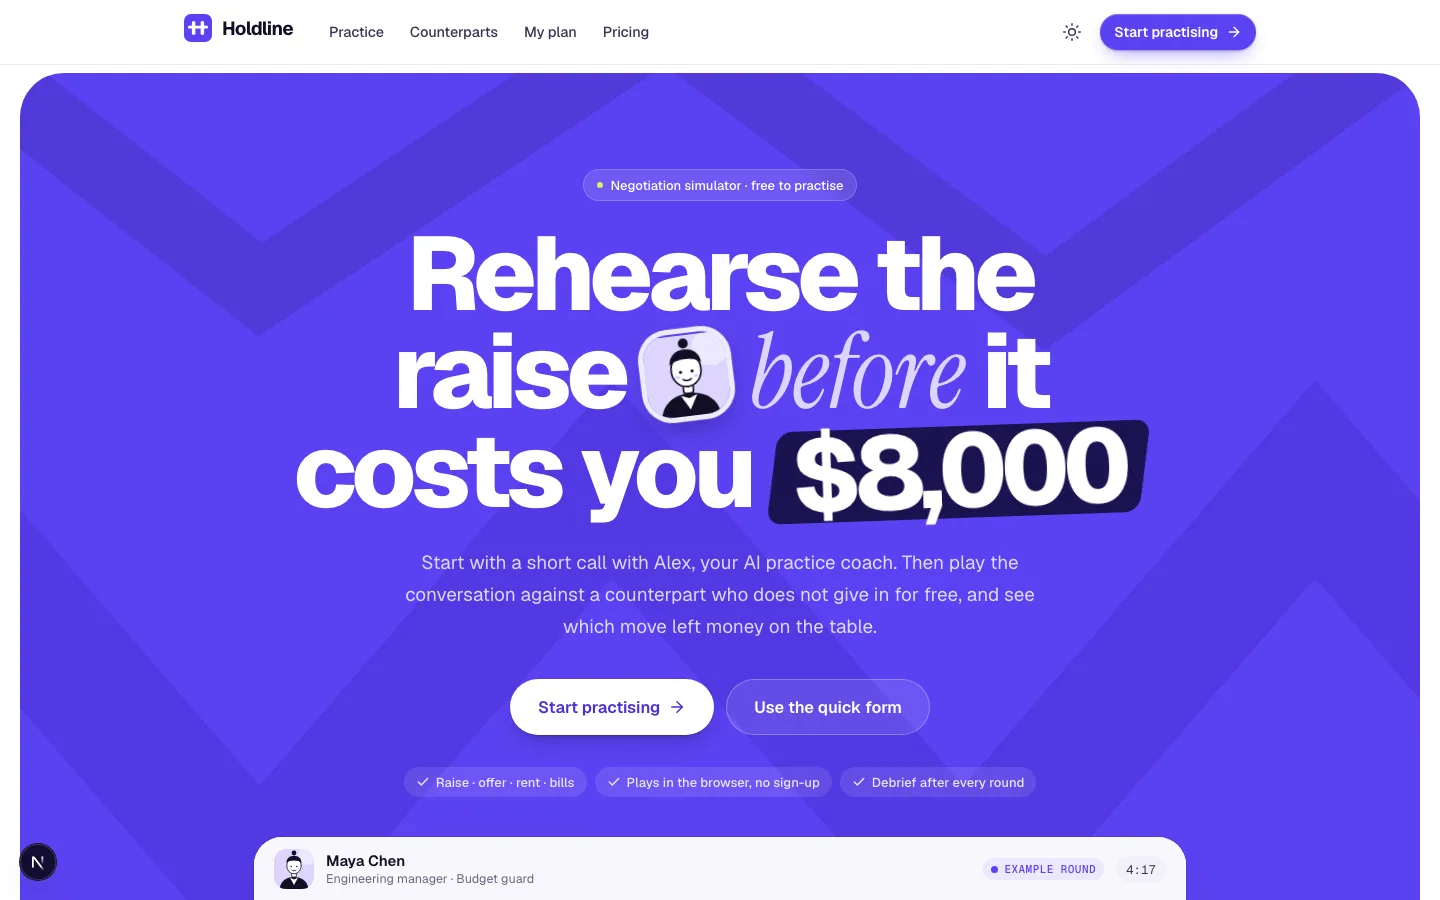 Holdline
Practice
Counterparts
My plan
Pricing
Start practising
Negotiation simulator · free to practise
Rehearse the
raise before it
costs you $8,000
Start with a short call with Alex, your AI practice coach. Then play the
conversation against a counterpart who does not give in for free, and see
which move left money on the table.
Start practising
Use the quick form
Raise · offer · rent · bills
Plays in the browser, no sign-up
Debrief after every round
Maya Chen
Engineering manager · Budget guard
EXAMPLE ROUND
4:17
N